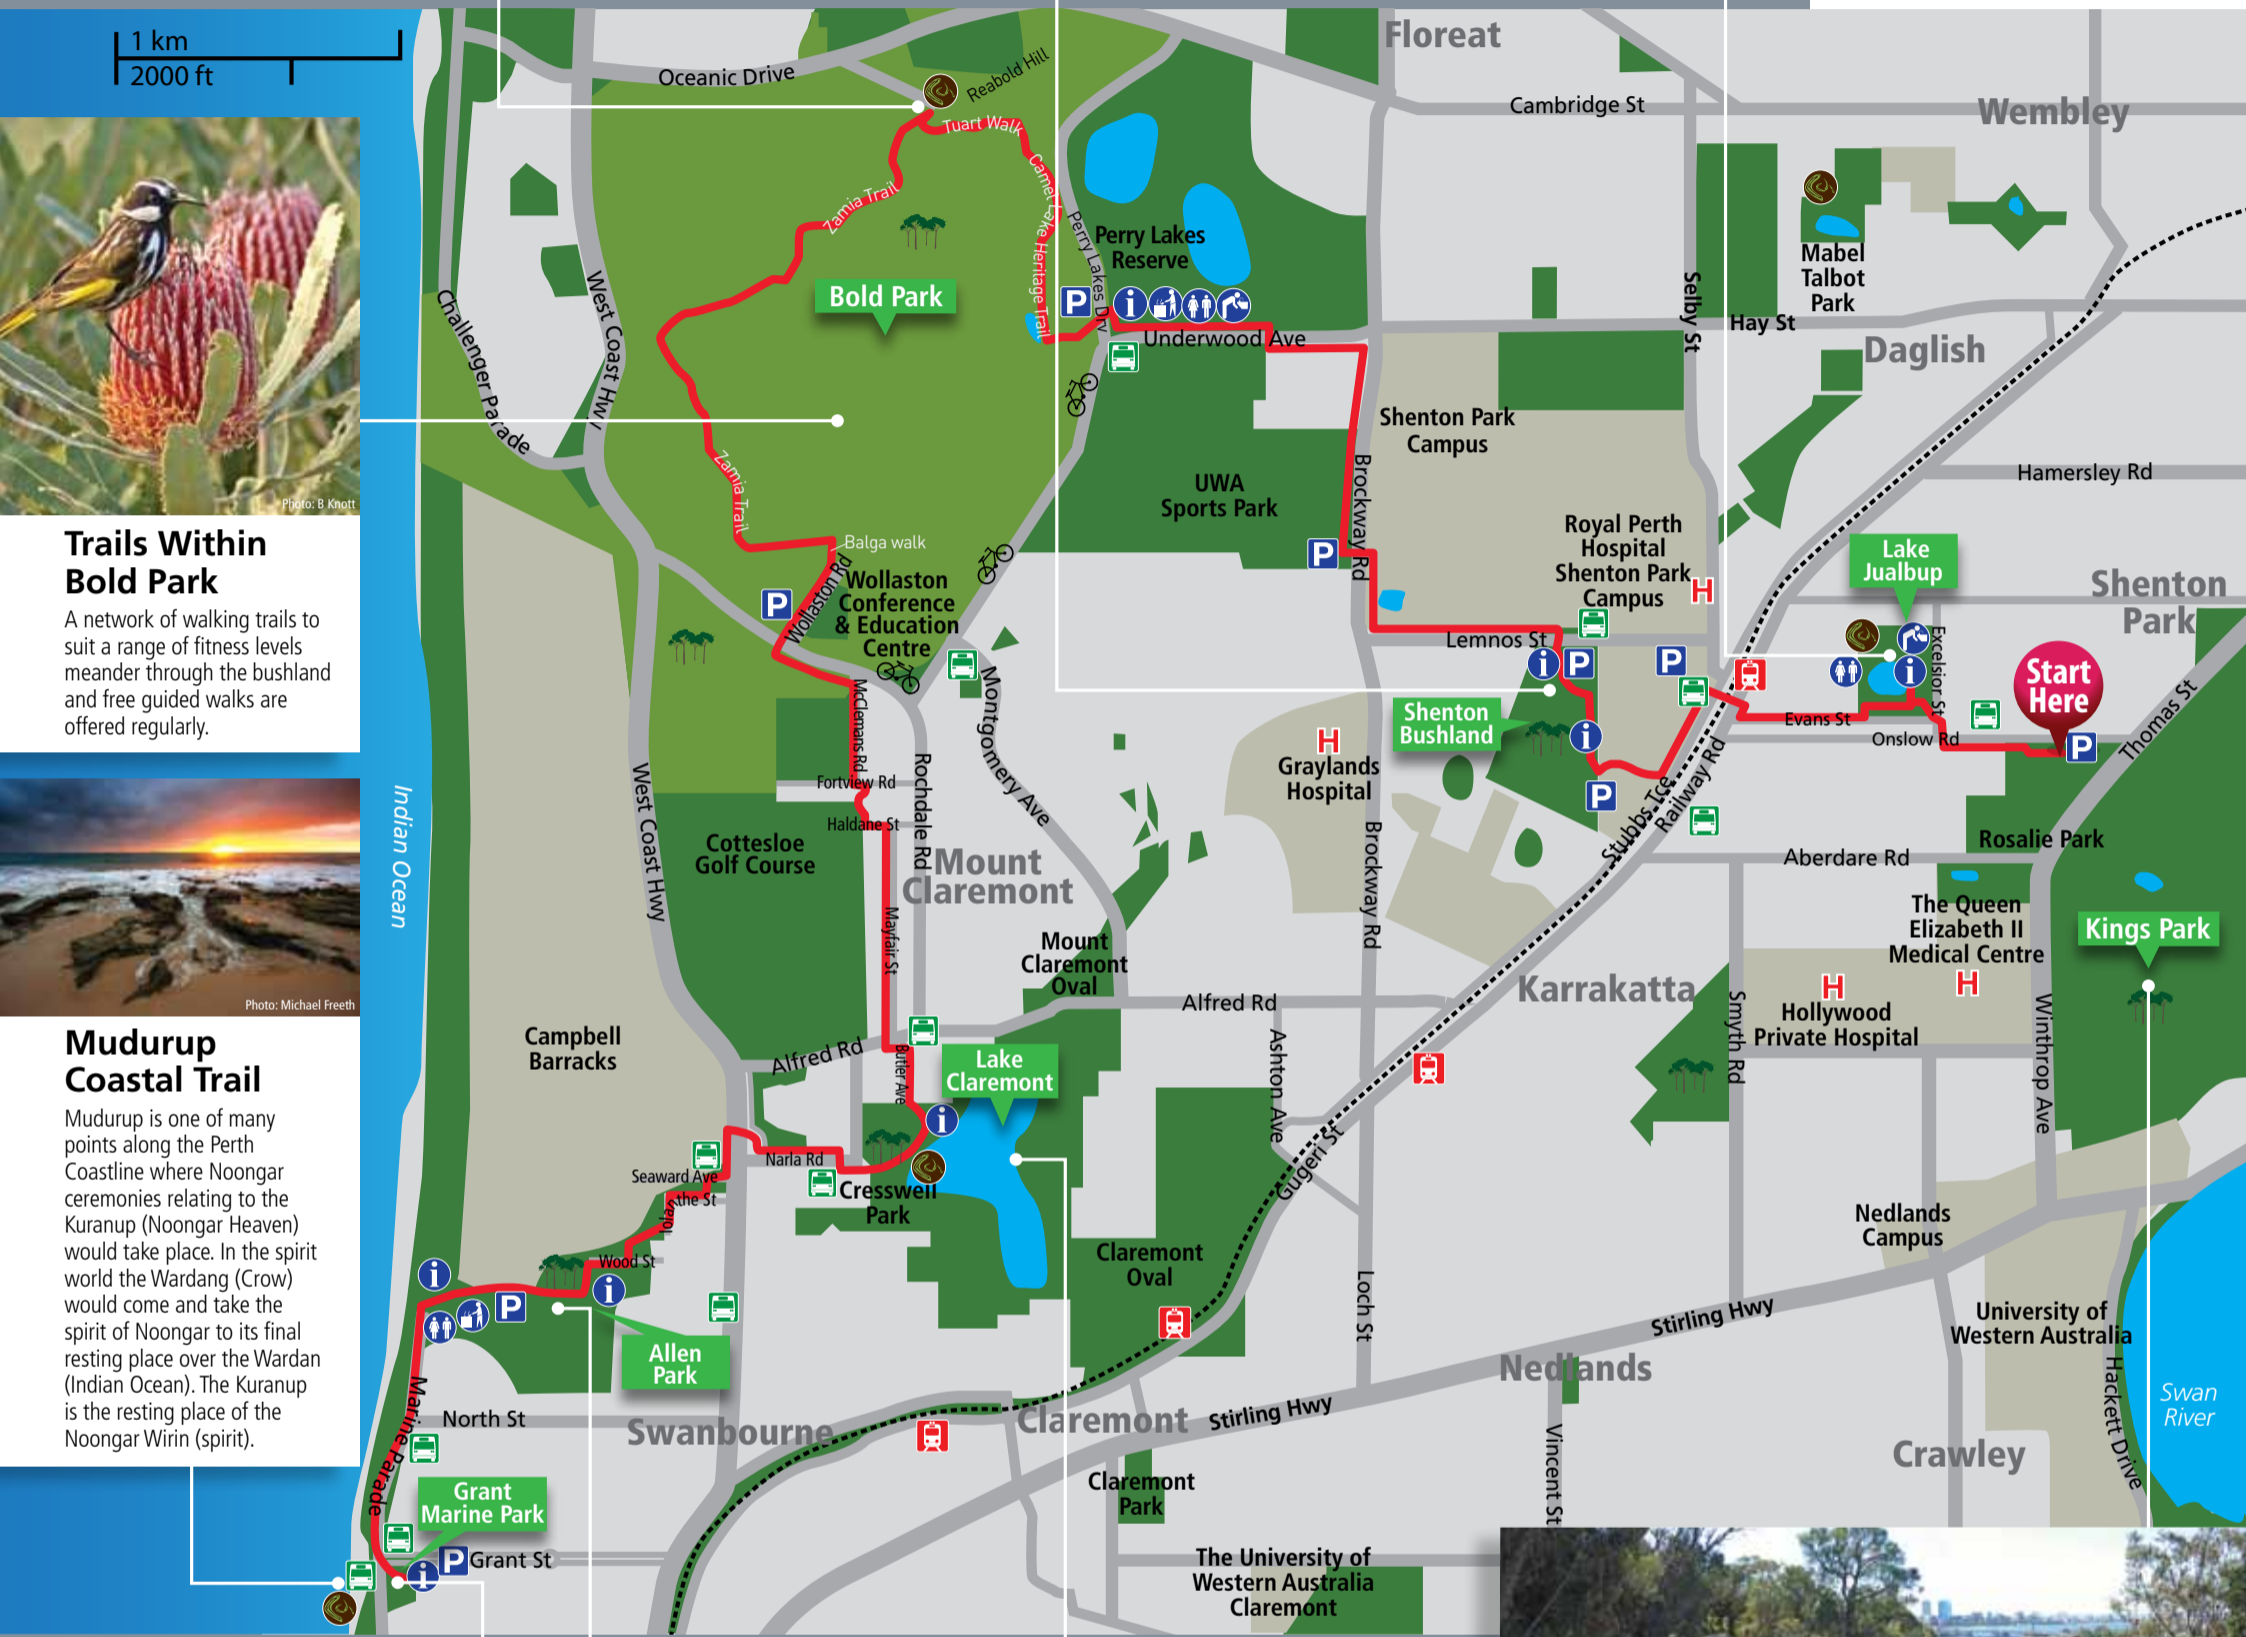 1 km
2000 ft
Photo: B Knott
Trails Within
Bold Park
A network of walking trails to
suit a range of fitness levels
meander through the bushland
and free guided walks are
offered regularly.
Photo: Michael Freeth
Mudurup
Coastal Trail
Mudurup is one of many
points along the Perth
Coastline where Noongar
ceremonies relating to the
Kuranup (Noongar Heaven)
would take place. In the spirit
world the Wardang (Crow)
would come and take the
spirit of Noongar to its final
resting place over the Wardan
(Indian Ocean). The Kuranup
is the resting place of the
Noongar Wirin (spirit).
Indian Ocean
Oceanic Drive
Reabold Hill
Tuart Walk
Camel Lake Heritage Trail
Zamia Trail
Perry Lakes Drv
Perry Lakes
Reserve
Bold Park
P
i
Underwood Ave
Challenger Parade
West Coast Hwy
Zamia Trail
Balga walk
Wollaston Rd
Wollaston
Conference
& Education
Centre
P
UWA
Sports Park
P
Brockway Rd
Floreat
Cambridge St
Wembley
Mabel
Talbot
Park
Selby St
Hay St
Daglish
Shenton Park
Campus
Hamersley Rd
Royal Perth
Hospital
Shenton Park
Campus
H
Lake
Jualbup
Shenton
Park
Lemnos St
i
P
P
i
Excelsior St
Start
Here
P
Evans St
Onslow Rd
Thomas St
Shenton
Bushland
i
P
Stubbs Tce
Railway Rd
H
Graylands
Hospital
Brockway Rd
Montgomery Ave
McClemans Rd
Fortview Rd
Haldane St
Rochdale Rd
Mayfair St
West Coast Hwy
Cottesloe
Golf Course
Mount
Claremont
Mount
Claremont
Oval
Alfred Rd
Alfred Rd
Ashton Ave
Aberdare Rd
Rosalie Park
The Queen
Elizabeth II
Medical Centre
H
Kings Park
Karrakatta
H
Hollywood
Private Hospital
Smyth Rd
Winthrop Ave
Campbell
Barracks
Butler Ave
Lake
Claremont
i
Narla Rd
Cresswell
Park
Seaward Ave
the St
Wood St
i
i
P
Allen
Park
Claremont
Oval
Gugeri St
Loch St
Stirling Hwy
Nedlands
Campus
University of
Western Australia
Hackett Drive
Swan
River
Nedlands
Crawley
Vincent St
Stirling Hwy
Claremont
Swanbourne
North St
Marine Parade
Grant
Marine Park
P
Grant St
i
Claremont
Park
The University of
Western Australia
Claremont